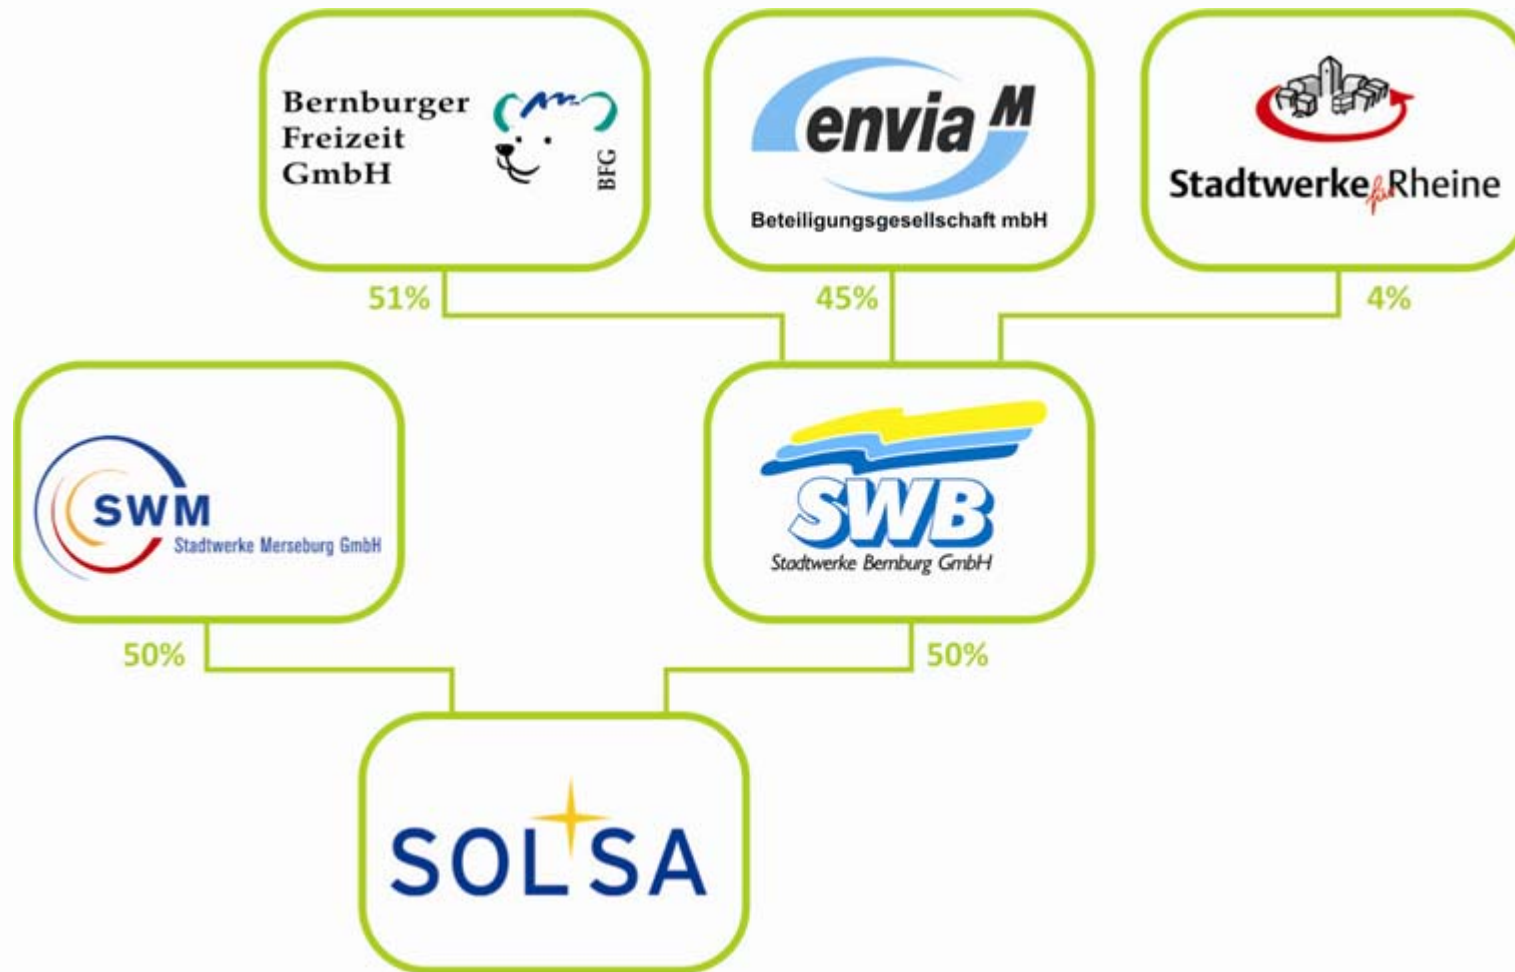 Bernburger
Freizeit
GmbH
BFG
envia M
Beteiligungsgesellschaft mbH
Stadtwerke für Rheine
51%
45%
4%
SWM
Stadtwerke Merseburg GmbH
SWB
Stadtwerke Bernburg GmbH
50%
50%
SOLSA